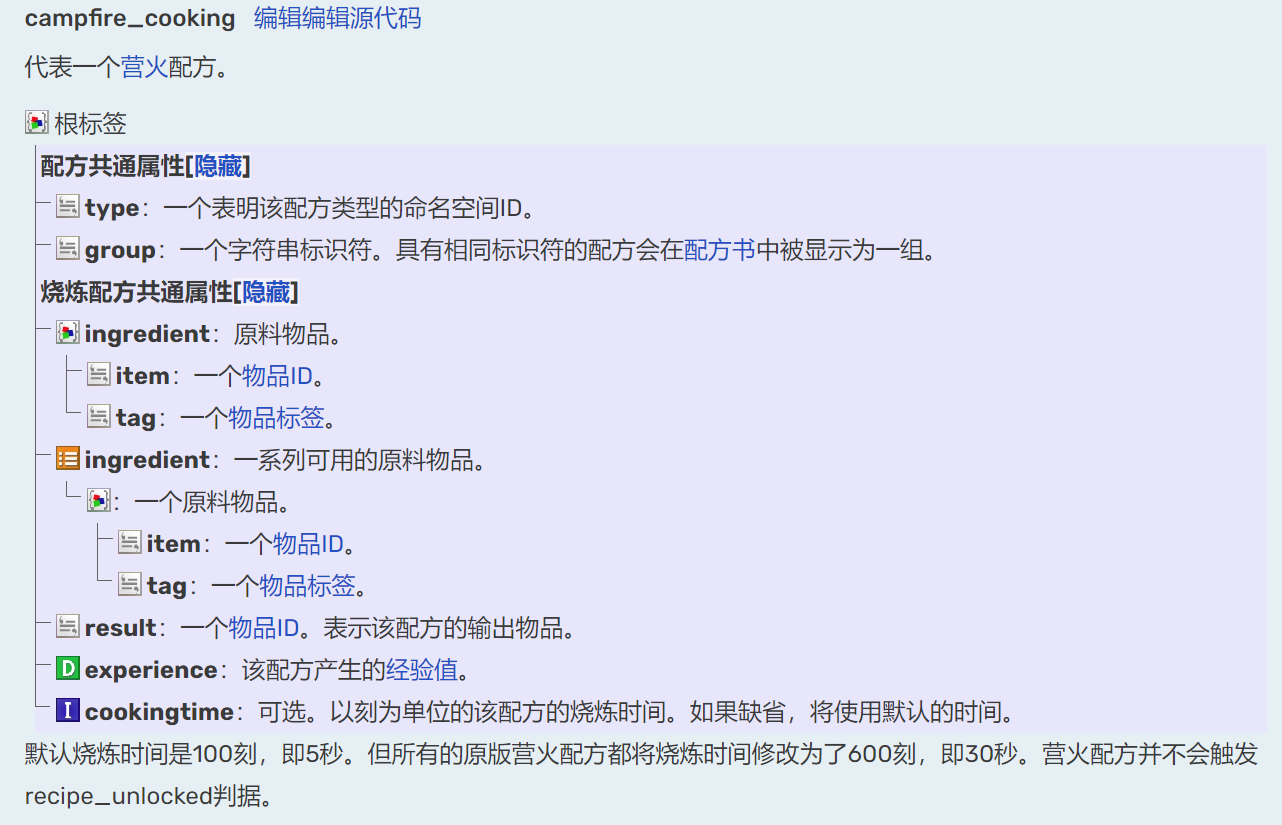 campfire_cooking 编辑编辑源代码
代表一个营火配方。
根标签
配方共通属性[隐藏]
type：一个表明该配方类型的命名空间ID。
group：一个字符串标识符。具有相同标识符的配方会在配方书中被显示为一组。
烧炼配方共通属性[隐藏]
ingredient：原料物品。
item：一个物品ID。
tag：一个物品标签。
ingredient：一系列可用的原料物品。
：一个原料物品。
item：一个物品ID。
tag：一个物品标签。
result：一个物品ID。表示该配方的输出物品。
D experience：该配方产生的经验值。
I cookingtime：可选。以刻为单位的该配方的烧炼时间。如果缺省，将使用默认的时间。
默认烧炼时间是100刻，即5秒。但所有的原版营火配方都将烧炼时间修改为了600刻，即30秒。营火配方并不会触发
recipe_unlocked判据。